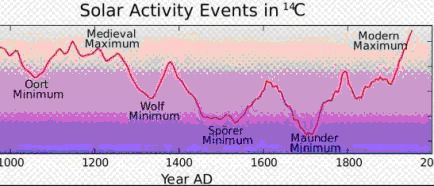 Solar Activity Events in ¹⁴C
Medieval
Maximum
Modern
Maximum
Oort
Minimum
Wolf
Minimum
Spörer
Minimum
Maunder
Minimum
1000 1200 1400 1600 1800 20
Year AD